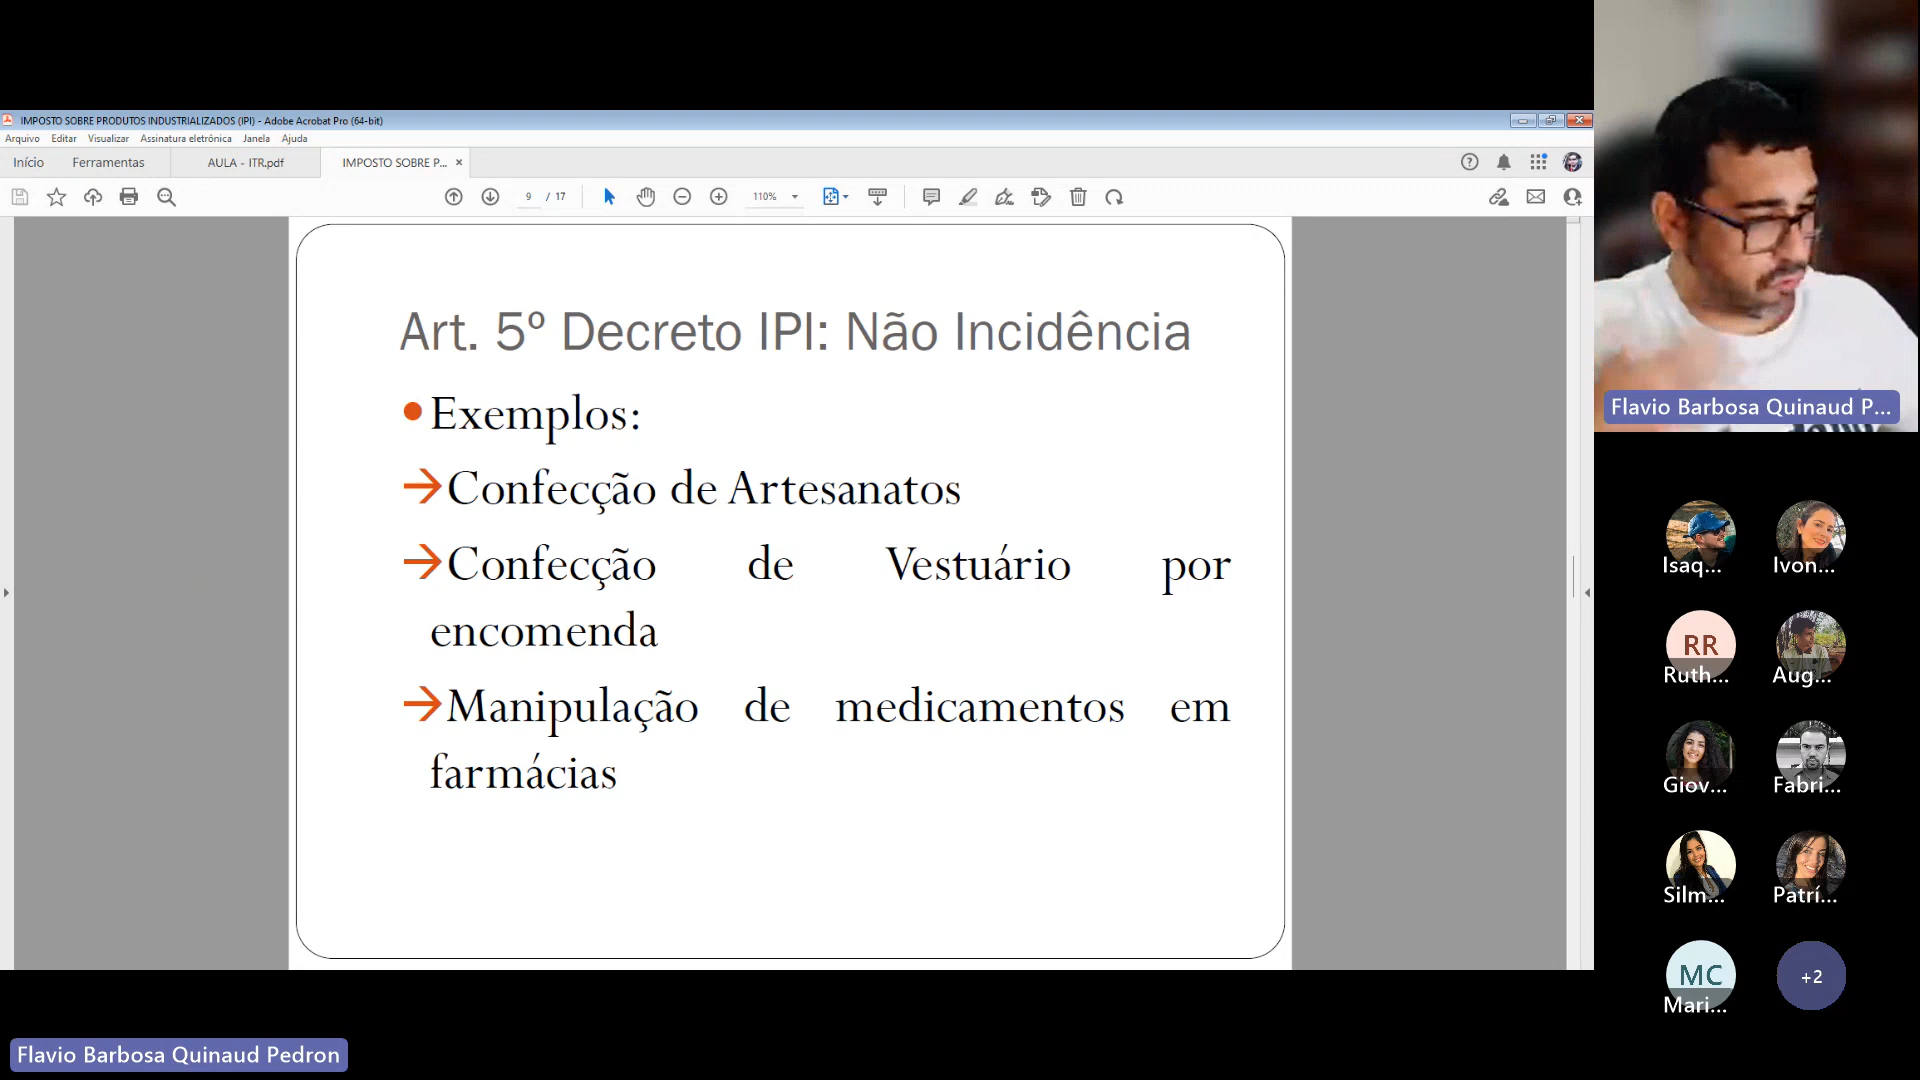 IMPOSTO SOBRE PRODUTOS INDUSTRIALIZADOS (IPI) - Adobe Acrobat Pro (64-bit)
Arquivo Editar Visualizar Assinatura eletrônica Janela Ajuda
Início Ferramentas AULA - ITR.pdf IMPOSTO SOBRE P... ×
9 / 17 110%
Art. 5º Decreto IPI: Não Incidência
•Exemplos:
→Confecção de Artesanatos
→Confecção de Vestuário por
encomenda
→Manipulação de medicamentos em
farmácias
Flavio Barbosa Quinaud P...
Isaq... Ivon...
RR
Ruth... Aug...
Giov... Fabri...
Silm... Patrí...
MC +2
Mari...
Flavio Barbosa Quinaud Pedron